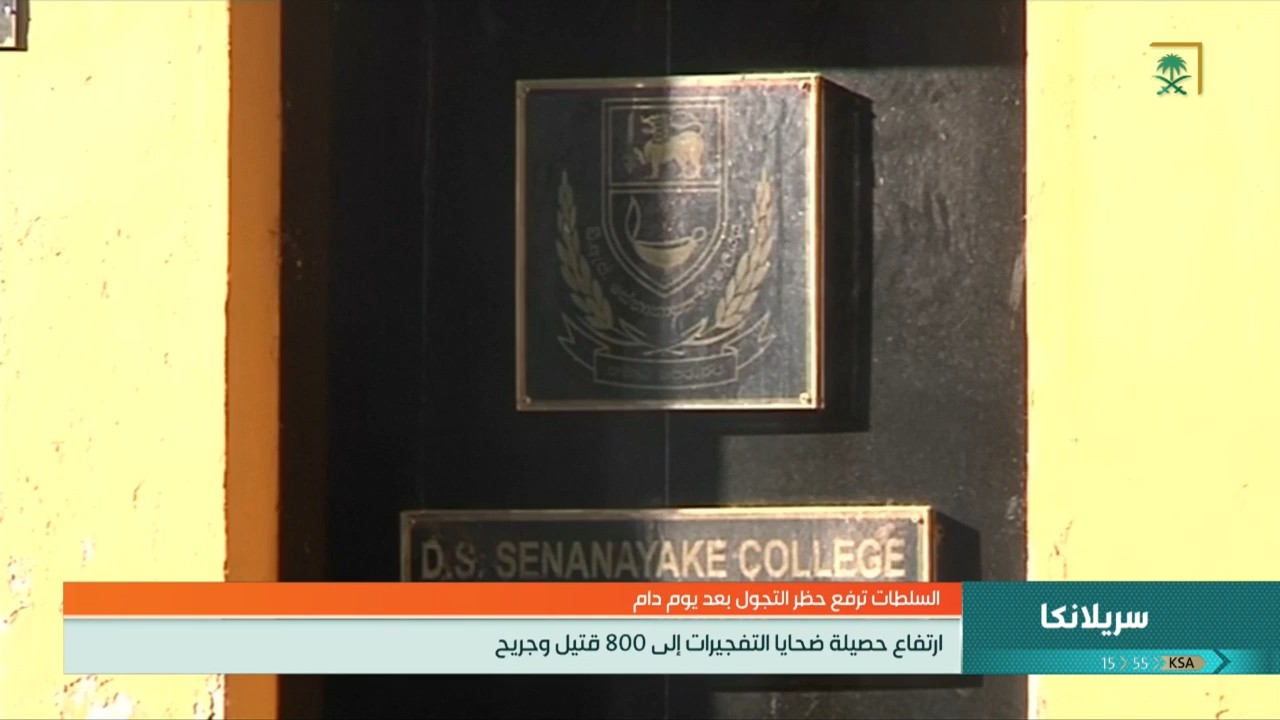 D.S. SENANAYAKE COLLEGE
السلطات ترفع حظر التجول بعد يوم دام
سريلانكا
ارتفاع حصيلة ضحايا التفجيرات إلى 800 قتيل وجريح
15 55 KSA